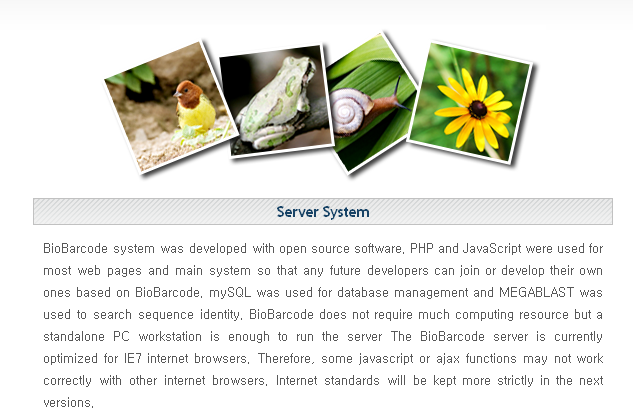 Server System
BioBarcode system was developed with open source software, PHP and JavaScript were used for
most web pages and main system so that any future developers can join or develop their own
ones based on BioBarcode, mySQL was used for database management and MEGABLAST was
used to search sequence identity, BioBarcode does not require much computing resource but a
standalone PC workstation is enough to run the server The BioBarcode server is currently
optimized for IE7 internet browsers, Therefore, some javascript or ajax functions may not work
correctly with other internet browsers, Internet standards will be kept more strictly in the next
versions,